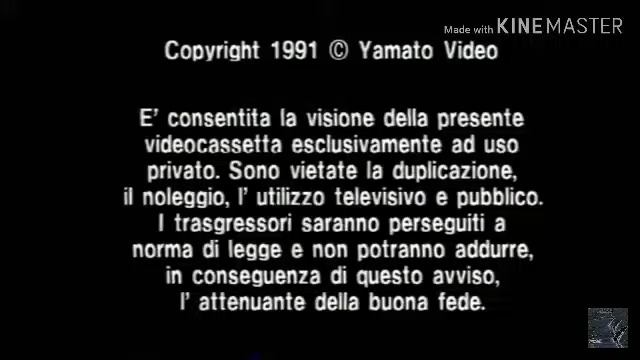 Made with KINEMASTER
Copyright 1991 © Yamato Video
E' consentita la visione della presente
videocassetta esclusivamente ad uso
privato. Sono vietate la duplicazione,
il noleggio, l' utilizzo televisivo e pubblico.
I trasgressori saranno perseguiti a
norma di legge e non potranno addurre,
in conseguenza di questo avviso,
l' attenuante della buona fede.